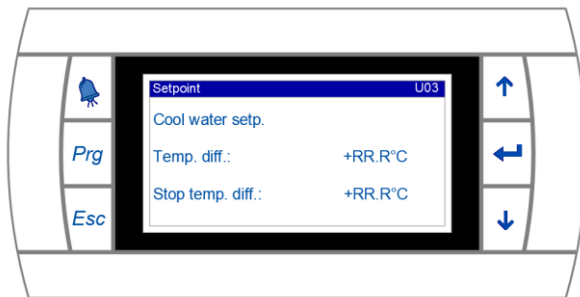 Setpoint U03
Cool water setp.
Prg
Temp. diff.: +RR.R°C
Stop temp. diff.: +RR.R°C
Esc